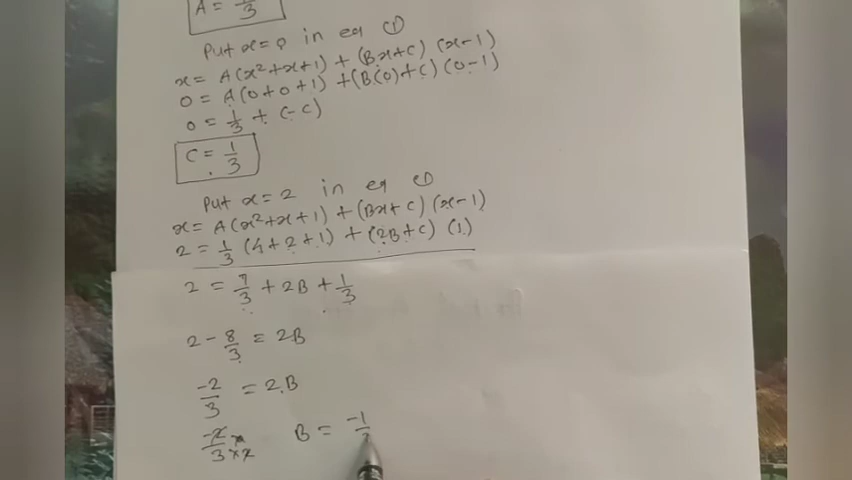 A = 1/3
Put x=0 in eq ①
x = A(x²+x+1) + (Bx+c) (x-1)
0 = A(0+0+1) + (B(0)+c) (0-1)
0 = 1/3 + (-c)
C = 1/3
Put x=2 in eq ①
x = A(x²+x+1) + (Bx+c) (x-1)
2 = 1/3 (4+2+1) + (2B+c) (1)
2 = 7/3 + 2B + 1/3
2 - 8/3 = 2B
-2/3 = 2B
-2/3×2 B = -1/